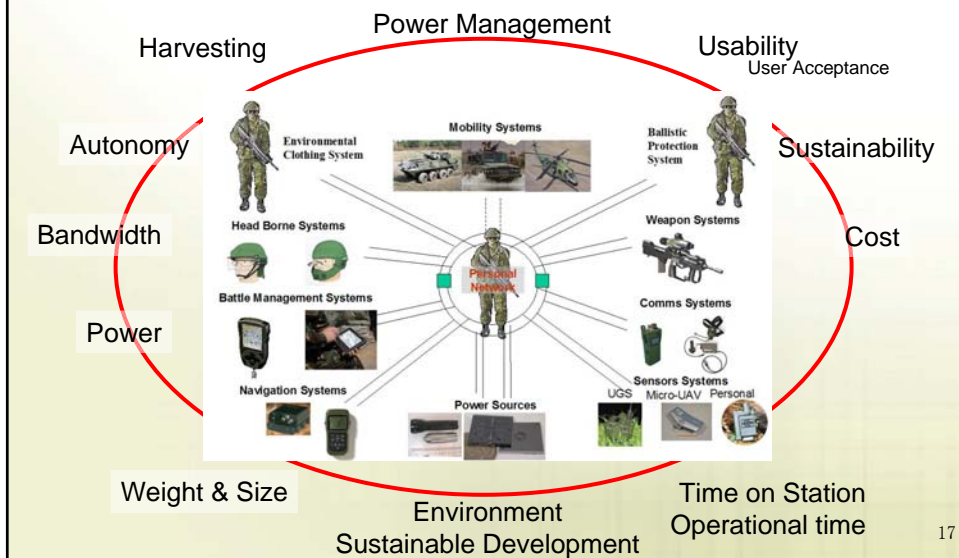 Power Management
Harvesting
Usability
User Acceptance
Autonomy
Environmental
Clothing System
Mobility Systems
Ballistic
Protection
System
Sustainability
Bandwidth
Head Borne Systems
Weapon Systems
Cost
Personal
Network
Battle Management Systems
Comms Systems
Power
Navigation Systems
Power Sources
Sensors Systems
UGS
Micro-UAV
Personal
Weight & Size
Environment
Sustainable Development
Time on Station
Operational time
17